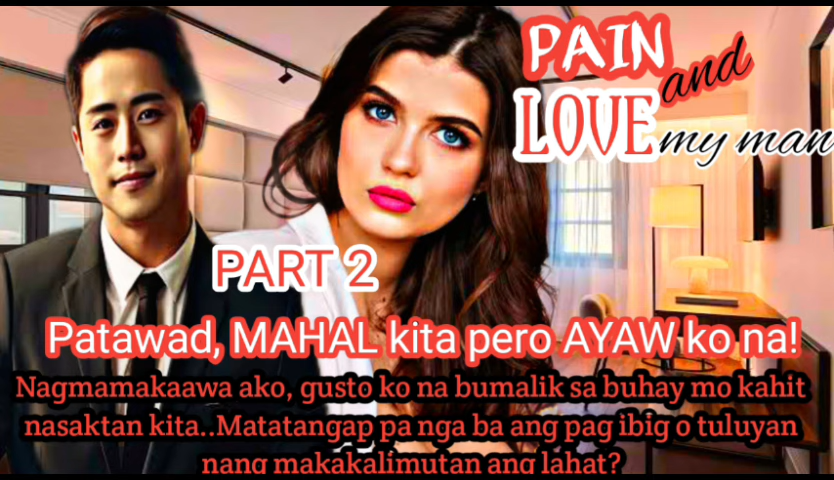 PAIN
and
LOVE my man
PART 2
Patawad, MAHAL kita pero AYAW ko na!
Nagmamakaawa ako, gusto ko na bumalik sa buhay mo kahit
nasaktan kita..Matatangap pa nga ba ang pag ibig o tuluyan
nang makakalimutan ang lahat?